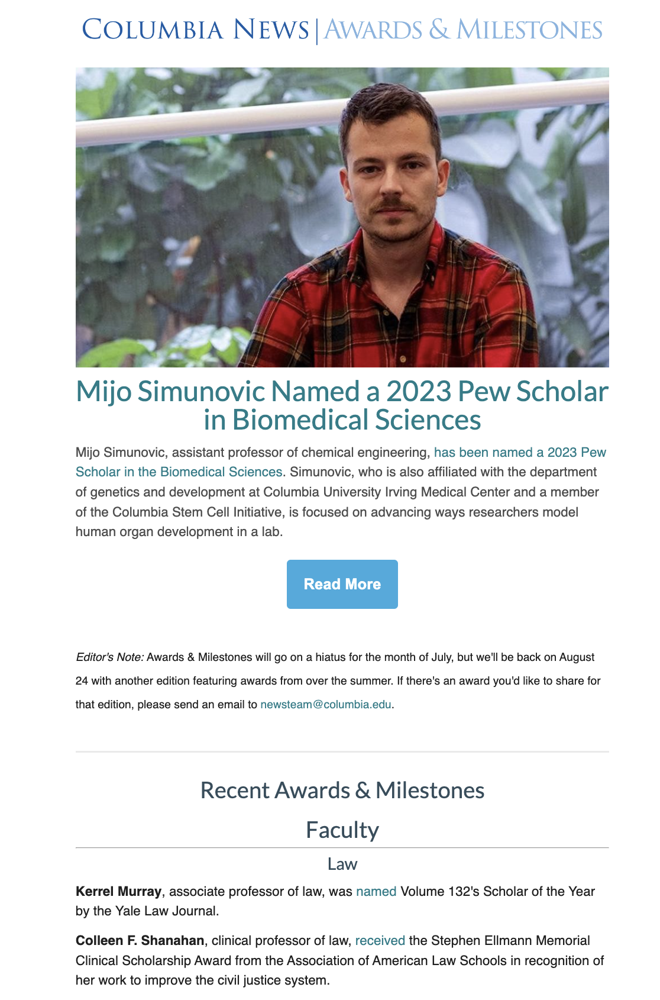 COLUMBIA NEWS | AWARDS & MILESTONES
Mijo Simunovic Named a 2023 Pew Scholar
in Biomedical Sciences
Mijo Simunovic, assistant professor of chemical engineering, has been named a 2023 Pew
Scholar in the Biomedical Sciences. Simunovic, who is also affiliated with the department
of genetics and development at Columbia University Irving Medical Center and a member
of the Columbia Stem Cell Initiative, is focused on advancing ways researchers model
human organ development in a lab.
Read More
Editor's Note: Awards & Milestones will go on a hiatus for the month of July, but we'll be back on August
24 with another edition featuring awards from over the summer. If there's an award you'd like to share for
that edition, please send an email to newsteam@columbia.edu.
Recent Awards & Milestones
Faculty
Law
Kerrel Murray, associate professor of law, was named Volume 132's Scholar of the Year
by the Yale Law Journal.
Colleen F. Shanahan, clinical professor of law, received the Stephen Ellmann Memorial
Clinical Scholarship Award from the Association of American Law Schools in recognition of
her work to improve the civil justice system.